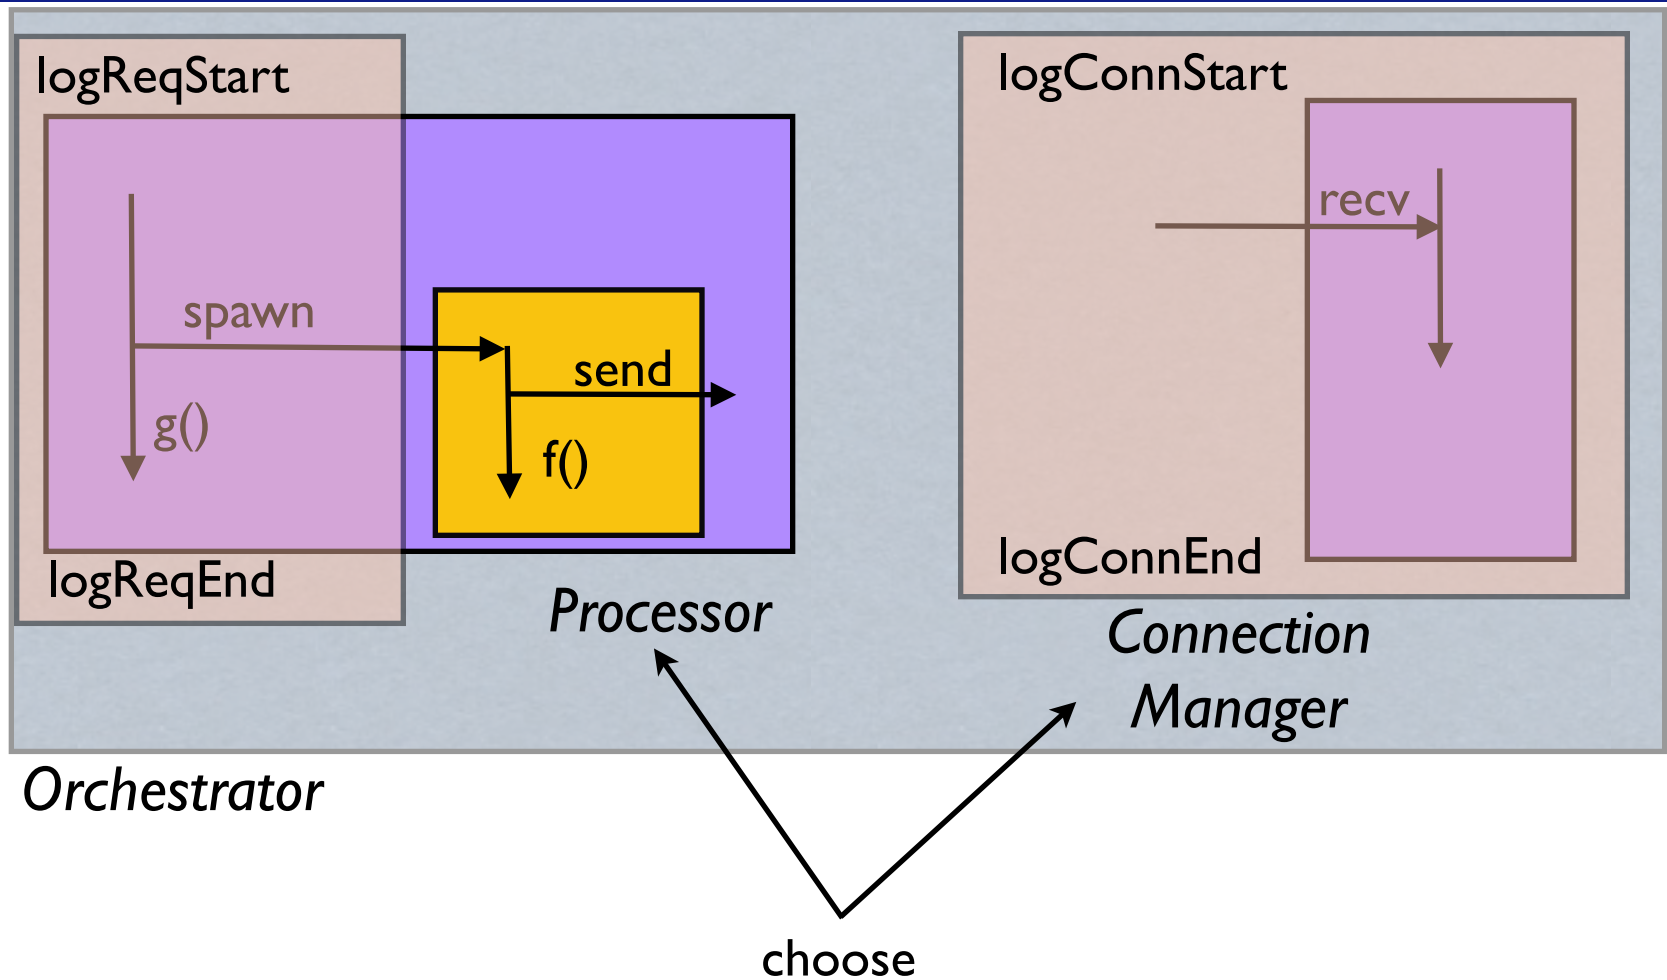 logReqStart
logConnStart
recv
spawn
send
g()
f()
logConnEnd
logReqEnd
Processor
Connection
Manager
Orchestrator
choose